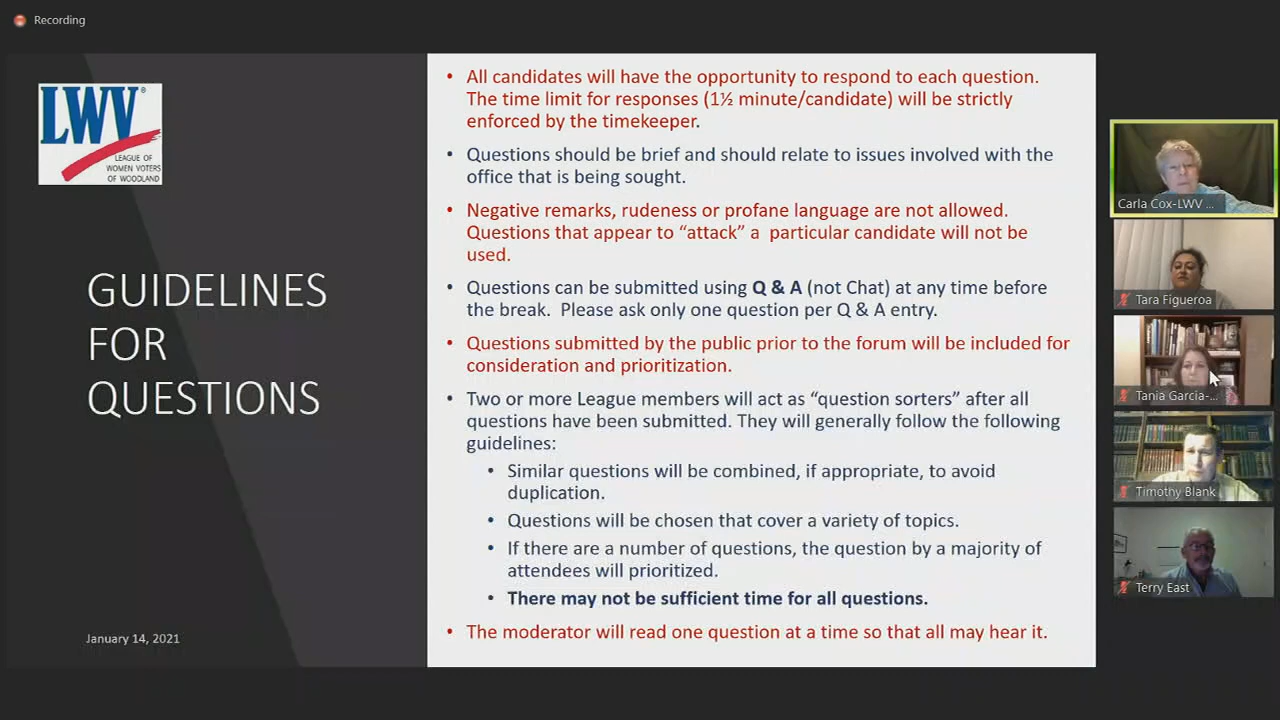 Recording
LWV®
LEAGUE OF
WOMEN VOTERS
OF WOODLAND
GUIDELINES
FOR
QUESTIONS
January 14, 2021
• All candidates will have the opportunity to respond to each question.
The time limit for responses (1½ minute/candidate) will be strictly
enforced by the timekeeper.
• Questions should be brief and should relate to issues involved with the
office that is being sought.
• Negative remarks, rudeness or profane language are not allowed.
Questions that appear to “attack” a particular candidate will not be
used.
• Questions can be submitted using Q & A (not Chat) at any time before
the break. Please ask only one question per Q & A entry.
• Questions submitted by the public prior to the forum will be included for
consideration and prioritization.
• Two or more League members will act as “question sorters” after all
questions have been submitted. They will generally follow the following
guidelines:
• Similar questions will be combined, if appropriate, to avoid
duplication.
• Questions will be chosen that cover a variety of topics.
• If there are a number of questions, the question by a majority of
attendees will prioritized.
• There may not be sufficient time for all questions.
• The moderator will read one question at a time so that all may hear it.
Carla Cox-LWV ...
Tara Figueroa
Tania Garcia-...
Timothy Blank
Terry East